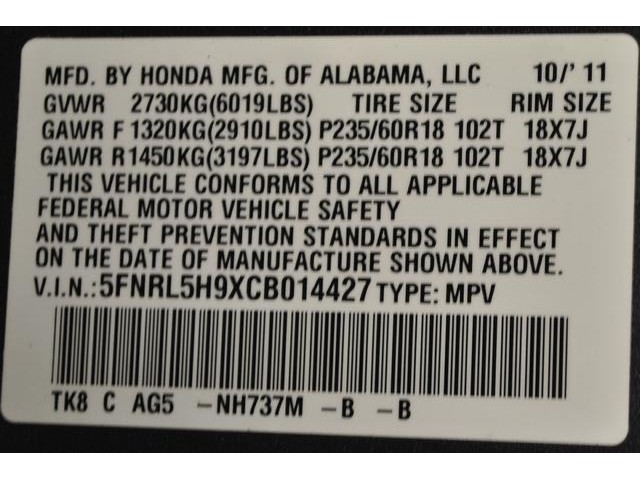 MFD. BY HONDA MFG. OF ALABAMA, LLC 10/' 11
GVWR 2730KG(6019LBS) TIRE SIZE RIM SIZE
GAWR F 1320KG(2910LBS) P235/60R18 102T 18X7J
GAWR R1450KG(3197LBS) P235/60R18 102T 18X7J
THIS VEHICLE CONFORMS TO ALL APPLICABLE
FEDERAL MOTOR VEHICLE SAFETY
AND THEFT PREVENTION STANDARDS IN EFFECT
ON THE DATE OF MANUFACTURE SHOWN ABOVE.
V.I.N.:5FNRL5H9XCB014427 TYPE: MPV
TK8 C AG5 -NH737M -B -B